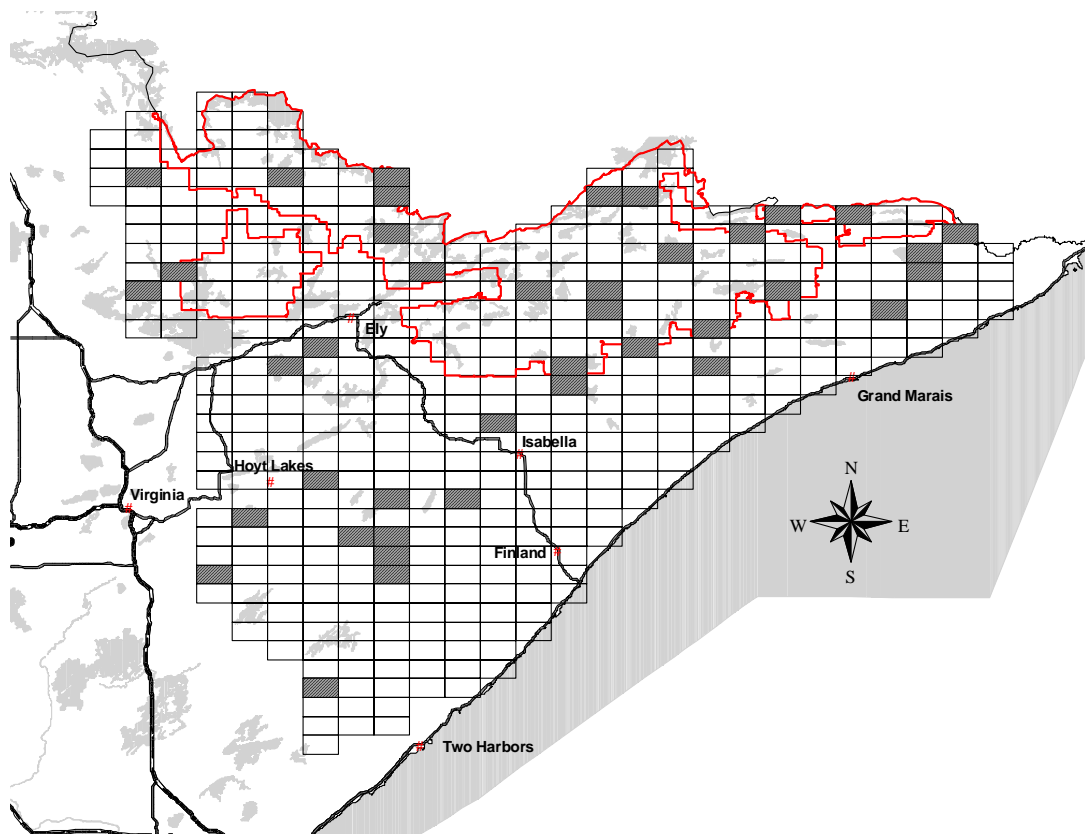 Ely
Grand Marais
Isabella
Hoyt Lakes
N
Virginia
W
E
Finland
S
Two Harbors